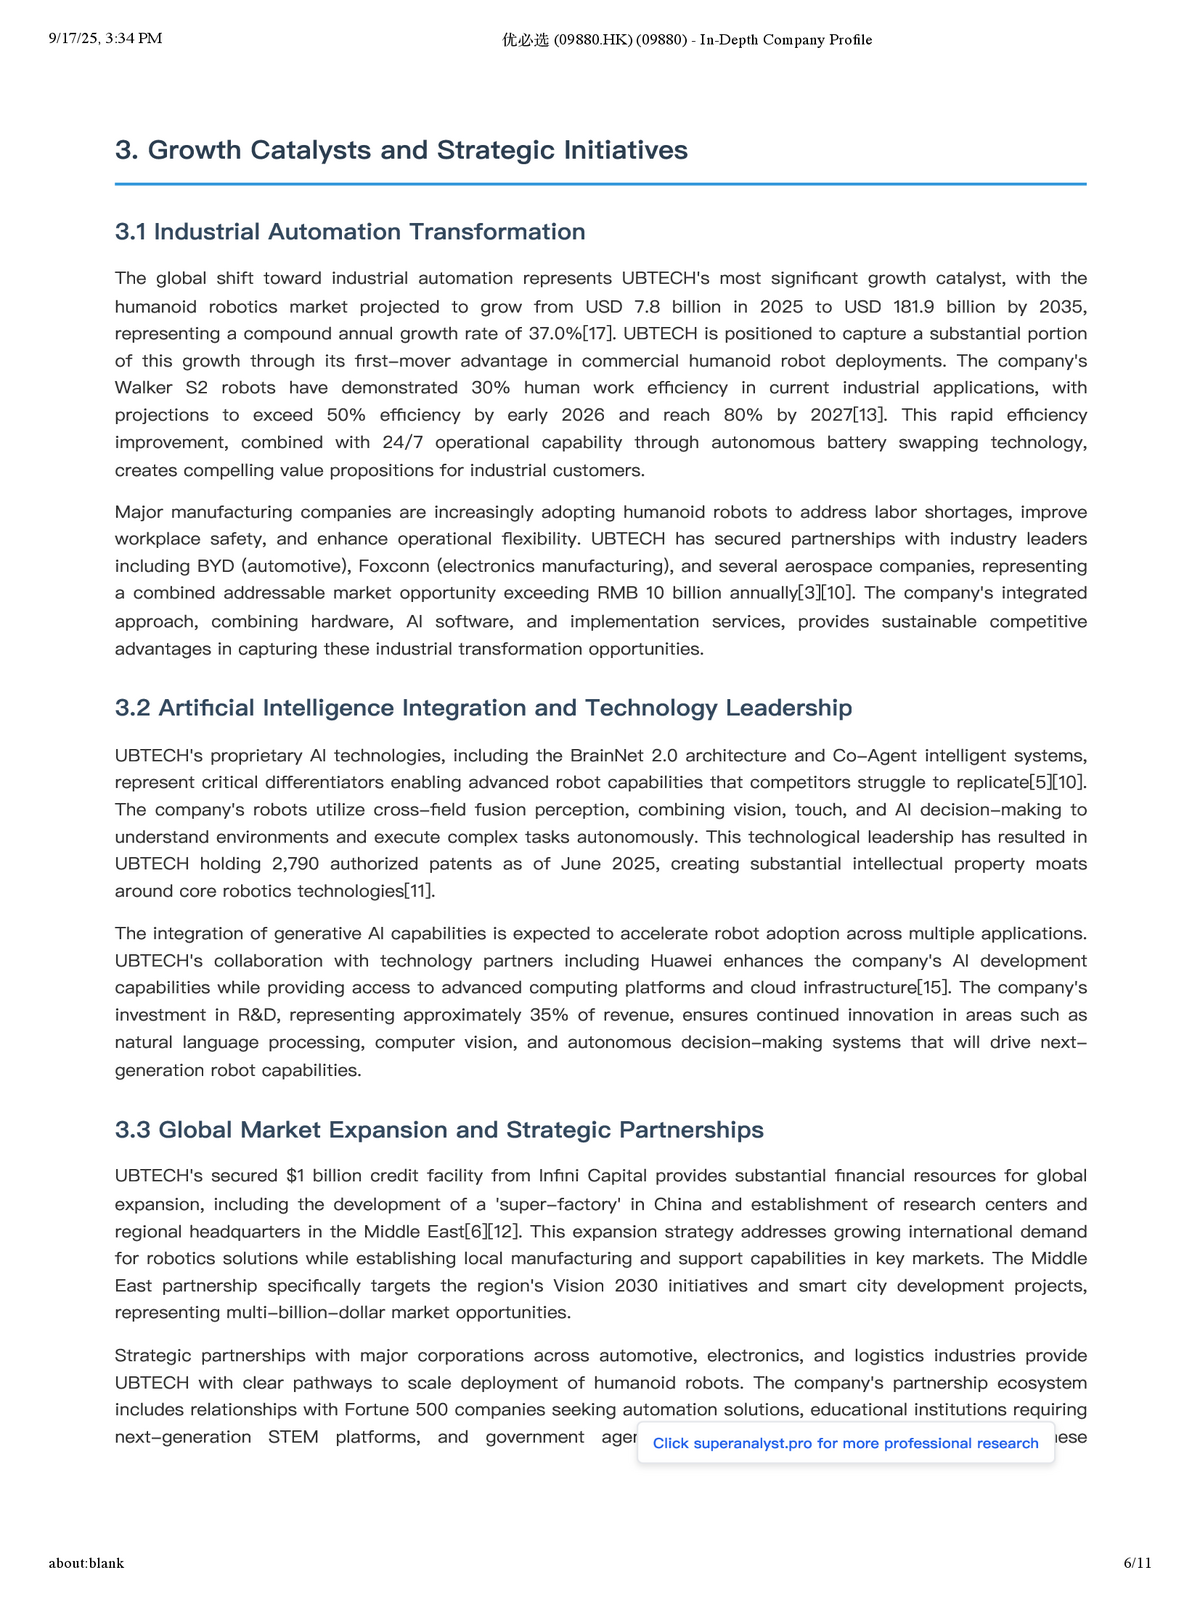 9/17/25, 3:34 PM
优必选 (09880.HK) (09880) - In-Depth Company Profile
3. Growth Catalysts and Strategic Initiatives
3.1 Industrial Automation Transformation
The global shift toward industrial automation represents UBTECH's most significant growth catalyst, with the
humanoid robotics market projected to grow from USD 7.8 billion in 2025 to USD 181.9 billion by 2035,
representing a compound annual growth rate of 37.0%[17]. UBTECH is positioned to capture a substantial portion
of this growth through its first-mover advantage in commercial humanoid robot deployments. The company's
Walker S2 robots have demonstrated 30% human work efficiency in current industrial applications, with
projections to exceed 50% efficiency by early 2026 and reach 80% by 2027[13]. This rapid efficiency
improvement, combined with 24/7 operational capability through autonomous battery swapping technology,
creates compelling value propositions for industrial customers.
Major manufacturing companies are increasingly adopting humanoid robots to address labor shortages, improve
workplace safety, and enhance operational flexibility. UBTECH has secured partnerships with industry leaders
including BYD (automotive), Foxconn (electronics manufacturing), and several aerospace companies, representing
a combined addressable market opportunity exceeding RMB 10 billion annually[3][10]. The company's integrated
approach, combining hardware, AI software, and implementation services, provides sustainable competitive
advantages in capturing these industrial transformation opportunities.
3.2 Artificial Intelligence Integration and Technology Leadership
UBTECH's proprietary AI technologies, including the BrainNet 2.0 architecture and Co-Agent intelligent systems,
represent critical differentiators enabling advanced robot capabilities that competitors struggle to replicate[5][10].
The company's robots utilize cross-field fusion perception, combining vision, touch, and AI decision-making to
understand environments and execute complex tasks autonomously. This technological leadership has resulted in
UBTECH holding 2,790 authorized patents as of June 2025, creating substantial intellectual property moats
around core robotics technologies[11].
The integration of generative AI capabilities is expected to accelerate robot adoption across multiple applications.
UBTECH's collaboration with technology partners including Huawei enhances the company's AI development
capabilities while providing access to advanced computing platforms and cloud infrastructure[15]. The company's
investment in R&D, representing approximately 35% of revenue, ensures continued innovation in areas such as
natural language processing, computer vision, and autonomous decision-making systems that will drive next-
generation robot capabilities.
3.3 Global Market Expansion and Strategic Partnerships
UBTECH's secured $1 billion credit facility from Infini Capital provides substantial financial resources for global
expansion, including the development of a 'super-factory' in China and establishment of research centers and
regional headquarters in the Middle East[6][12]. This expansion strategy addresses growing international demand
for robotics solutions while establishing local manufacturing and support capabilities in key markets. The Middle
East partnership specifically targets the region's Vision 2030 initiatives and smart city development projects,
representing multi-billion-dollar market opportunities.
Strategic partnerships with major corporations across automotive, electronics, and logistics industries provide
UBTECH with clear pathways to scale deployment of humanoid robots. The company's partnership ecosystem
includes relationships with Fortune 500 companies seeking automation solutions, educational institutions requiring
next-generation STEM platforms, and government
Click superanalyst.pro for more professional research
about:blank
6/11